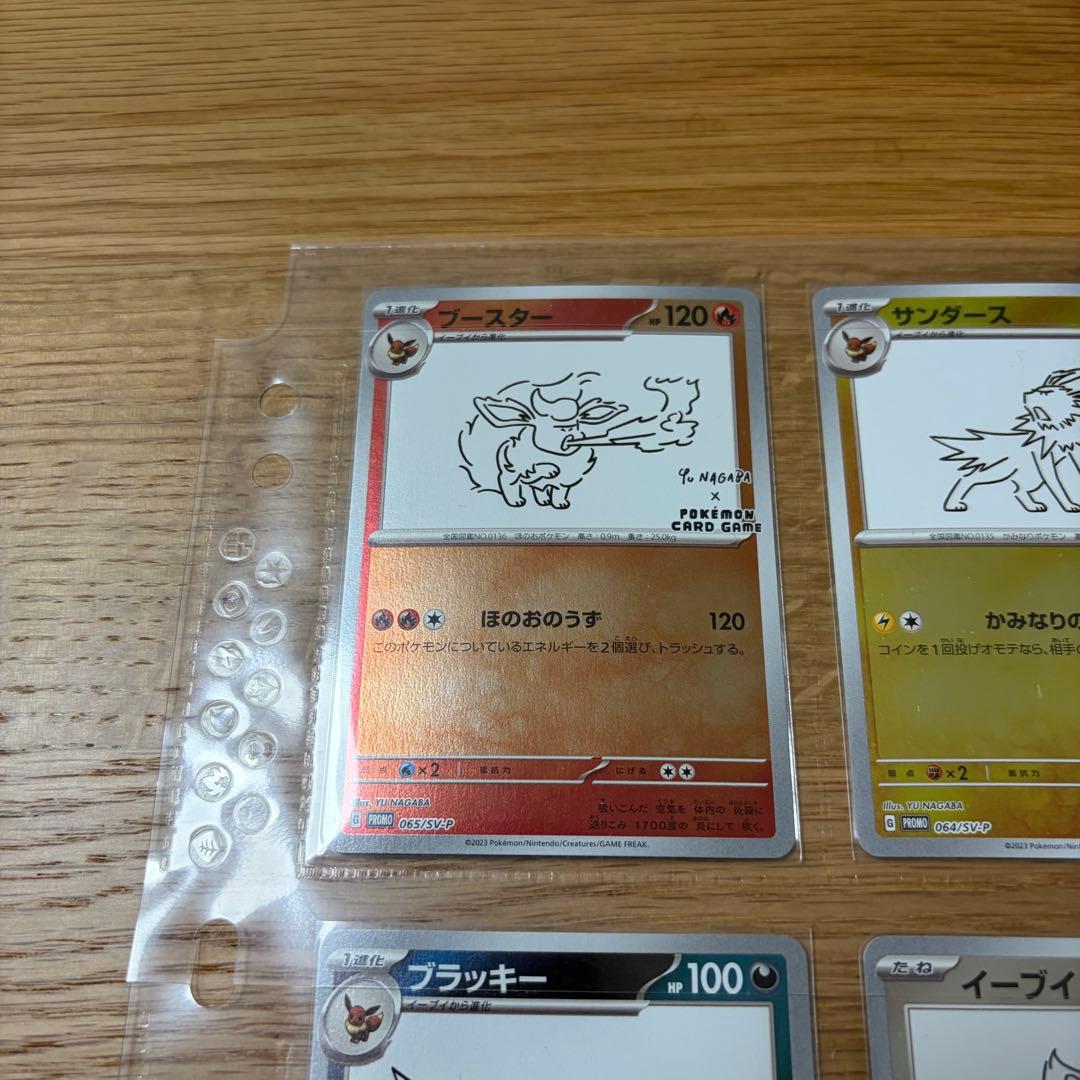 1進化
ブースター
HP 120
イーブイから進化
YU NAGABA
×
POKÉMON
CARD GAME
全国図鑑NO.0136 ほのおポケモン 高さ：0.9m 重さ：25.0kg
ほのおのうず 120
このポケモンについているエネルギーを2個選び、トラッシュする。
弱点 ×2 抵抗力 にげる
Illus. YU NAGABA
G PROMO 065/SV-P
吸いこんだ 空気を 体内の 炎袋に
送りこみ 1700度の 炎にして 吹く。
©2023 Pokémon/Nintendo/Creatures/GAME FREAK.
1進化
サンダース
イーブイから進化
全国図鑑NO.0135 かみなりポケモン
かみなりの
コインを1回投げオモテなら、相手の
弱点 ×2 抵抗力
Illus. YU NAGABA
G PROMO 064/SV-P
©2023 Pokémon/Nin
1進化
ブラッキー
HP 100
イーブイから進化
たね
イーブイ